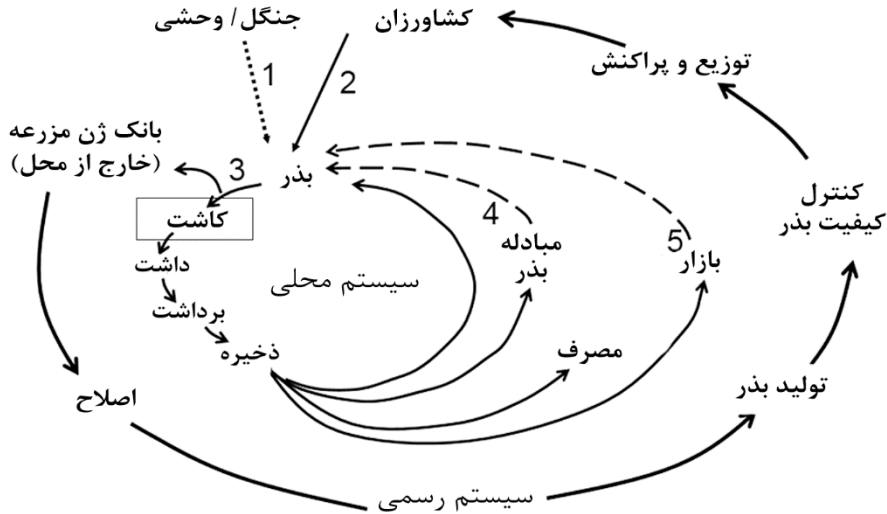 جنگل/ وحشی
کشاورزان
توزیع و پراکنش
1
2
بانک ژن مزرعه
(خارج از محل)
3
بذر
کاشت
کنترل
کیفیت بذر
4
مبادله
بذر
5
بازار
داشت
سیستم محلی
برداشت
ذخیره
مصرف
تولید بذر
اصلاح
سیستم رسمی